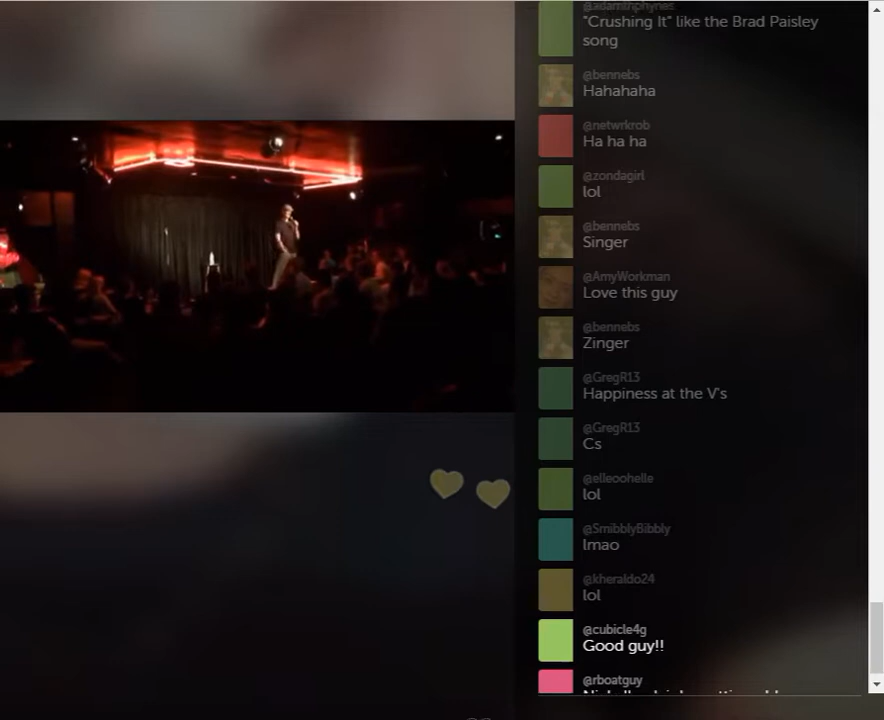 @adamthphynes
"Crushing It" like the Brad Paisley
song
@bennebs
Hahahaha
@netwrkrob
Ha ha ha
@zondagirl
lol
@bennebs
Singer
@AmyWorkman
Love this guy
@bennebs
Zinger
@GregR13
Happiness at the V's
@GregR13
Cs
@elleoohelle
lol
@SmibblyBibbly
lmao
@kheraldo24
lol
@cubicle4g
Good guy!!
@rboatguy